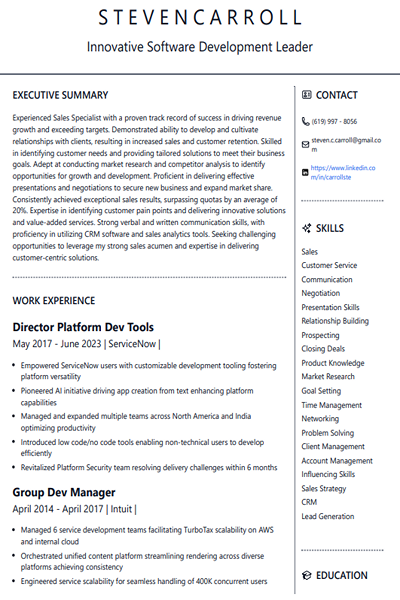 STEVENCARROLL
Innovative Software Development Leader
EXECUTIVE SUMMARY
Experienced Sales Specialist with a proven track record of success in driving revenue
growth and exceeding targets. Demonstrated ability to develop and cultivate
relationships with clients, resulting in increased sales and customer retention. Skilled
in identifying customer needs and providing tailored solutions to meet their business
goals. Adept at conducting market research and competitor analysis to identify
opportunities for growth and development. Proficient in delivering effective
presentations and negotiations to secure new business and expand market share.
Consistently achieved exceptional sales results, surpassing quotas by an average of
20%. Expertise in identifying customer pain points and delivering innovative solutions
and value-added services. Strong verbal and written communication skills, with
proficiency in utilizing CRM software and sales analytics tools. Seeking challenging
opportunities to leverage my strong sales acumen and expertise in delivering
customer-centric solutions.
WORK EXPERIENCE
Director Platform Dev Tools
May 2017 - June 2023 | ServiceNow |
• Empowered ServiceNow users with customizable development tooling fostering
platform versatility
• Pioneered AI initiative driving app creation from text enhancing platform
capabilities
• Managed and expanded multiple teams across North America and India
optimizing productivity
• Introduced low code/no code tools enabling non-technical users to develop
efficiently
• Revitalized Platform Security team resolving delivery challenges within 6 months
Group Dev Manager
April 2014 - April 2017 | Intuit |
• Managed 6 service development teams facilitating TurboTax scalability on AWS
and internal cloud
• Orchestrated unified content platform streamlining rendering across diverse
platforms achieving consistency
• Engineered service scalability for seamless handling of 400K concurrent users
CONTACT
(619) 997 - 8056
steven.c.carroll@gmail.co
m
https://www.linkedin.co
m/in/carrollste
SKILLS
Sales
Customer Service
Communication
Negotiation
Presentation Skills
Relationship Building
Prospecting
Closing Deals
Product Knowledge
Market Research
Goal Setting
Time Management
Networking
Problem Solving
Client Management
Account Management
Influencing Skills
Sales Strategy
CRM
Lead Generation
EDUCATION